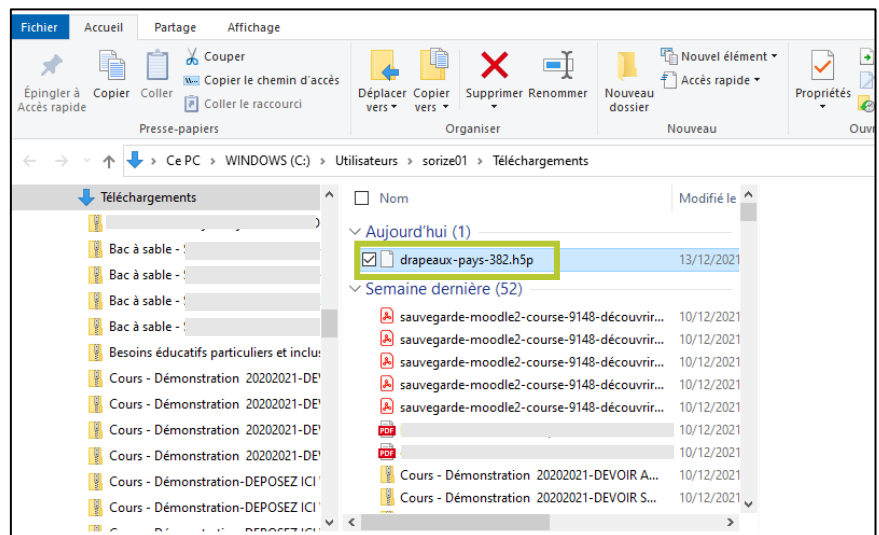 Fichier Accueil Partage Affichage
Épingler à Accès rapide
Copier
Coller
Couper
Copier le chemin d'accès
Coller le raccourci
Presse-papiers
Déplacer vers
Copier vers
Supprimer
Renommer
Organiser
Nouveau dossier
Nouvel élément
Accès rapide
Nouveau
Propriétés
Ouvr
Ce PC > WINDOWS (C:) > Utilisateurs > sorize01 > Téléchargements
Téléchargements
Bac à sable -
Bac à sable -
Bac à sable -
Bac à sable -
Besoins éducatifs particuliers et inclus
Cours - Démonstration 20202021-DEV
Cours - Démonstration 20202021-DEV
Cours - Démonstration 20202021-DEV
Cours - Démonstration 20202021-DEV
Cours - Démonstration-DEPOSEZ ICI
Cours - Démonstration-DEPOSEZ ICI
Nom Modifié le
Aujourd'hui (1)
drapeaux-pays-382.h5p 13/12/2021
Semaine dernière (52)
sauvegarde-moodle2-course-9148-découvrir... 10/12/2021
sauvegarde-moodle2-course-9148-découvrir... 10/12/2021
sauvegarde-moodle2-course-9148-découvrir... 10/12/2021
sauvegarde-moodle2-course-9148-découvrir... 10/12/2021
sauvegarde-moodle2-course-9148-découvrir... 10/12/2021
PDF 10/12/2021
PDF 10/12/2021
Cours - Démonstration 20202021-DEVOIR A... 10/12/2021
Cours - Démonstration 20202021-DEVOIR S... 10/12/2021